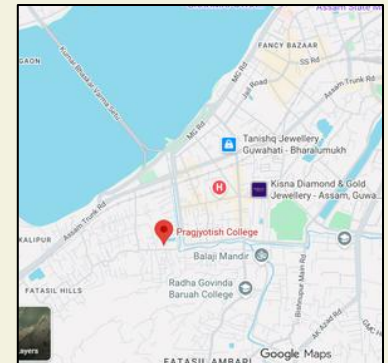 Assam State M
FANCY BAZAAR
SS Rd
GAON
Kumar Bhaskar Varma Setu
MG Rd
Jail Road
Assam Trunk Rd
MG Rd
Tanishq Jewellery -
Guwahati - Bharalumukh
H
Kisna Diamond & Gold
Jewellery - Assam, Guwa...
Assam Trunk Rd
Pragjyotish College
KALIPUR
Balaji Mandir
FATASIL HILLS
Radha Govinda
Baruah College
Bishnupur Main Rd
AK Azad Rd
GMC
ayers
Google Maps
FATASIL AMBARI